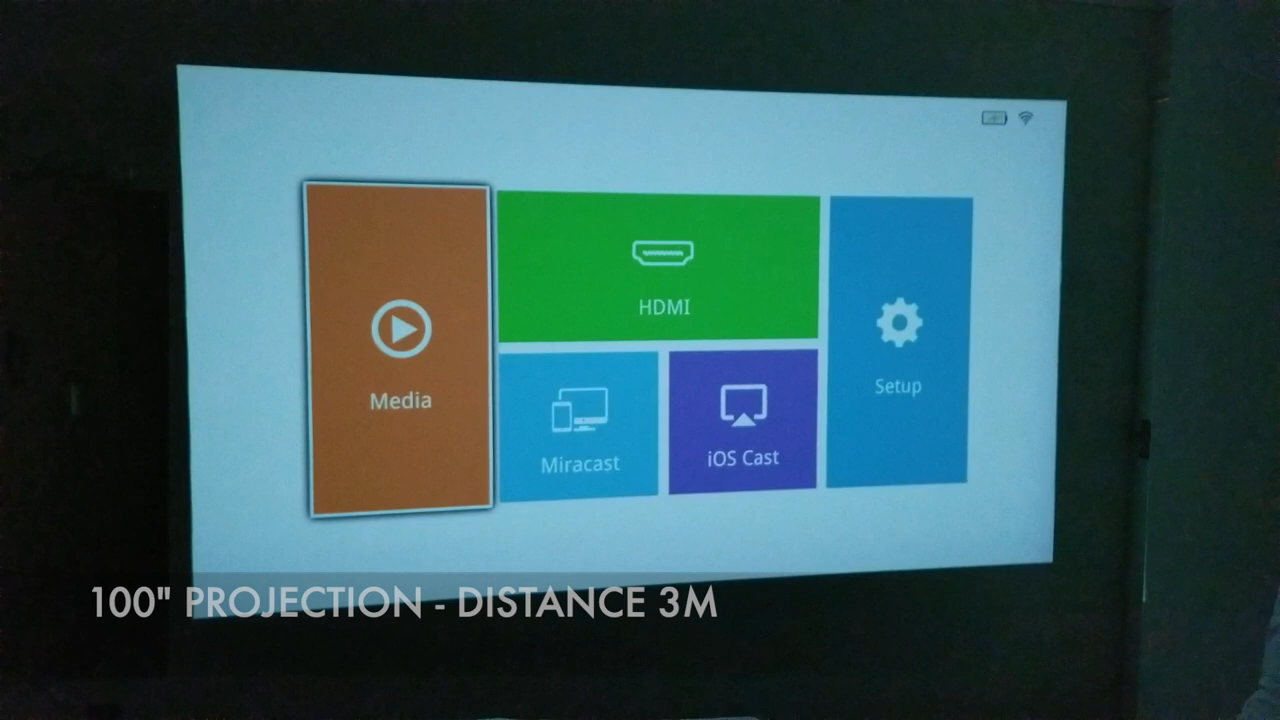 Media
HDMI
Miracast
iOS Cast
Setup
100" PROJECTION - DISTANCE 3M